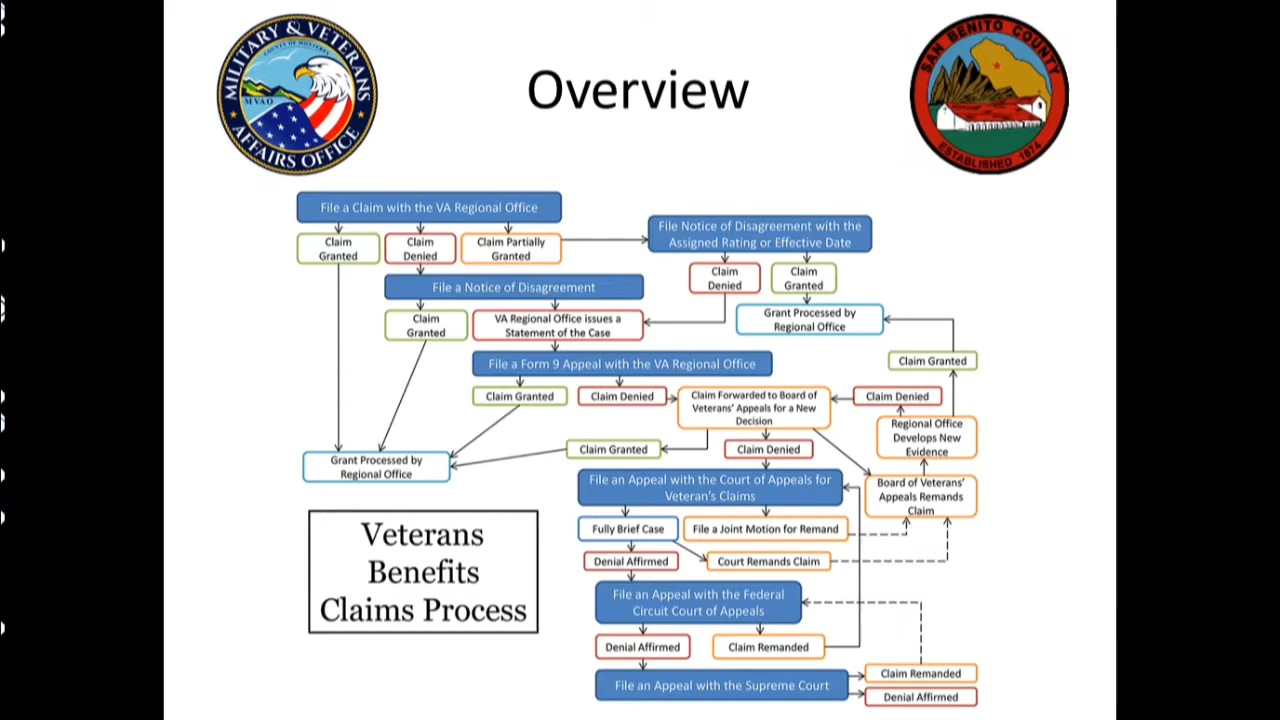 MILITARY & VETERANS
COUNTY OF MONTEREY
MVAO
AFFAIRS OFFICE
Overview
SAN BENITO COUNTY
ESTABLISHED 1874
File a Claim with the VA Regional Office
Claim
Granted
Claim
Denied
Claim Partially
Granted
File Notice of Disagreement with the
Assigned Rating or Effective Date
Claim
Denied
Claim
Granted
File a Notice of Disagreement
Claim
Granted
VA Regional Office issues a
Statement of the Case
Grant Processed by
Regional Office
File a Form 9 Appeal with the VA Regional Office
Claim Granted
Claim Granted
Claim Denied
Claim Forwarded to Board of
Veterans' Appeals for a New
Decision
Claim Denied
Regional Office
Develops New
Evidence
Claim Granted
Claim Denied
Grant Processed by
Regional Office
File an Appeal with the Court of Appeals for
Veteran's Claims
Board of Veterans'
Appeals Remands
Claim
Fully Brief Case
File a Joint Motion for Remand
Denial Affirmed
Court Remands Claim
Veterans
Benefits
Claims Process
File an Appeal with the Federal
Circuit Court of Appeals
Denial Affirmed
Claim Remanded
File an Appeal with the Supreme Court
Claim Remanded
Denial Affirmed